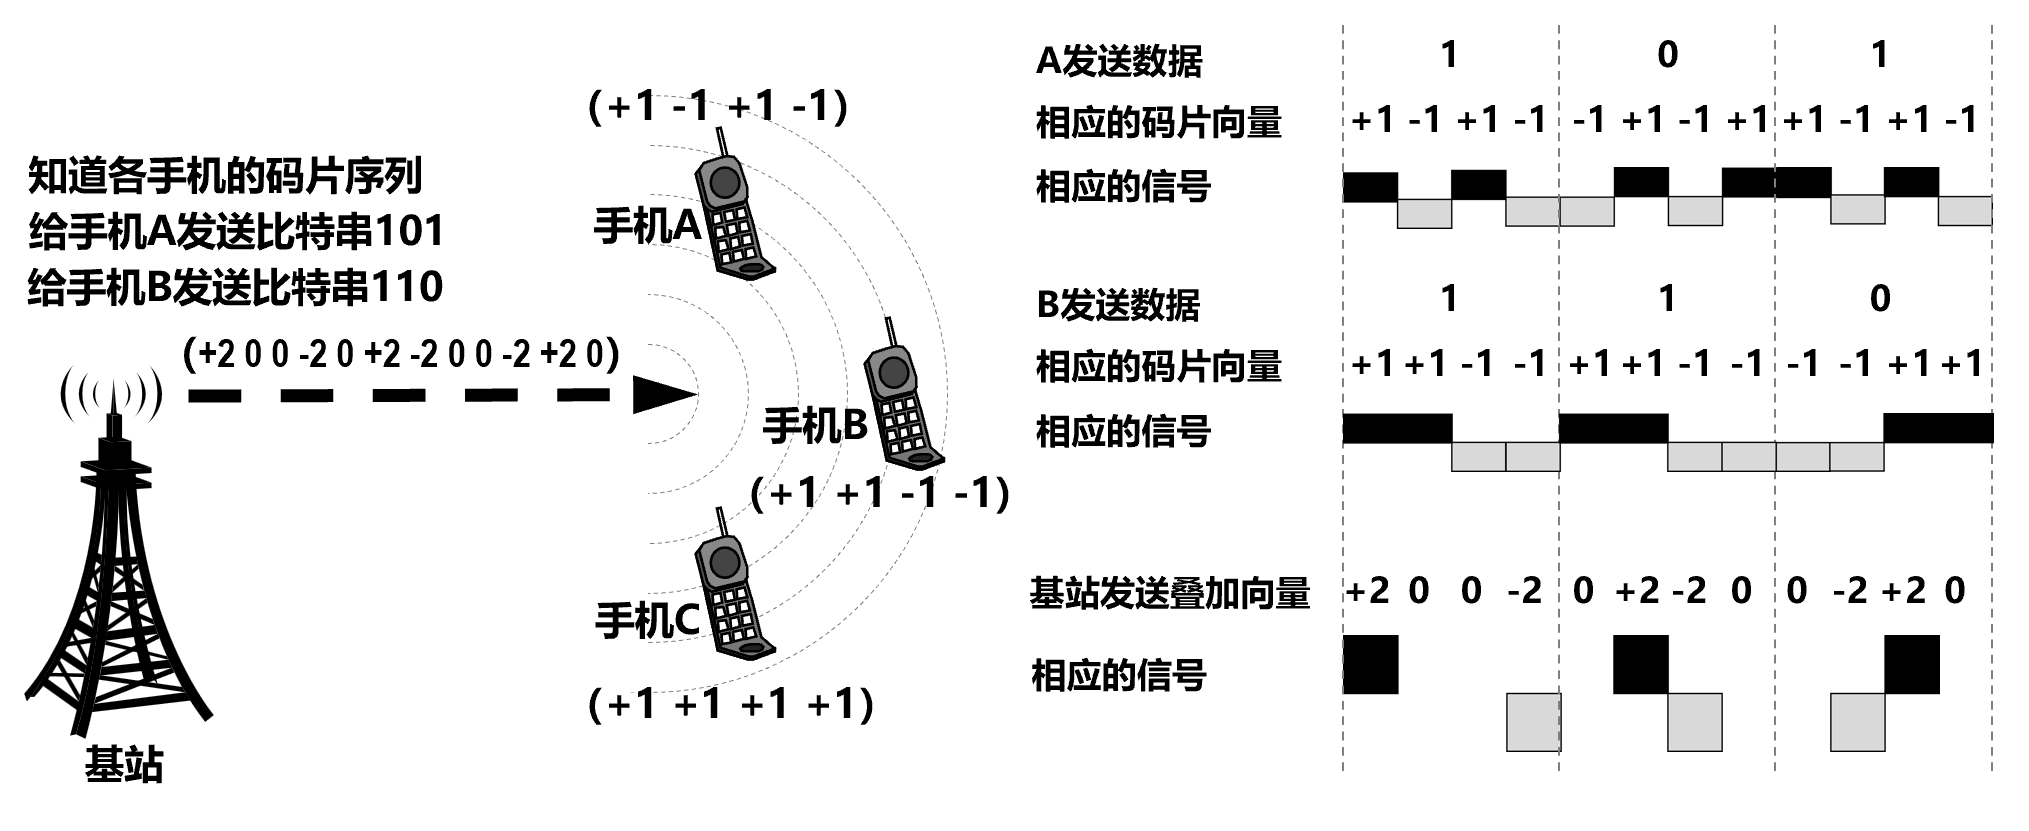 知道各手机的码片序列
给手机A发送比特串101
给手机B发送比特串110
(+2 0 0 -2 0 +2 -2 0 0 -2 +2 0)
基站
(+1 -1 +1 -1)
手机A
手机B
(+1 +1 -1 -1)
手机C
(+1 +1 +1 +1)
A发送数据 1 0 1
相应的码片向量 +1 -1 +1 -1 -1 +1 -1 +1 +1 -1 +1 -1
相应的信号
B发送数据 1 1 0
相应的码片向量 +1 +1 -1 -1 +1 +1 -1 -1 -1 -1 +1 +1
相应的信号
基站发送叠加向量 +2 0 0 -2 0 +2 -2 0 0 -2 +2 0
相应的信号